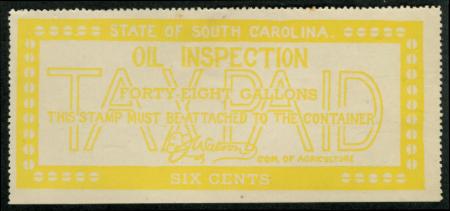 STATE OF SOUTH CAROLINA.
OIL INSPECTION
TAX PAID
FORTY-EIGHT GALLONS
THIS STAMP MUST BE ATTACHED TO THE CONTAINER
COM. OF AGRICULTURE
SIX CENTS